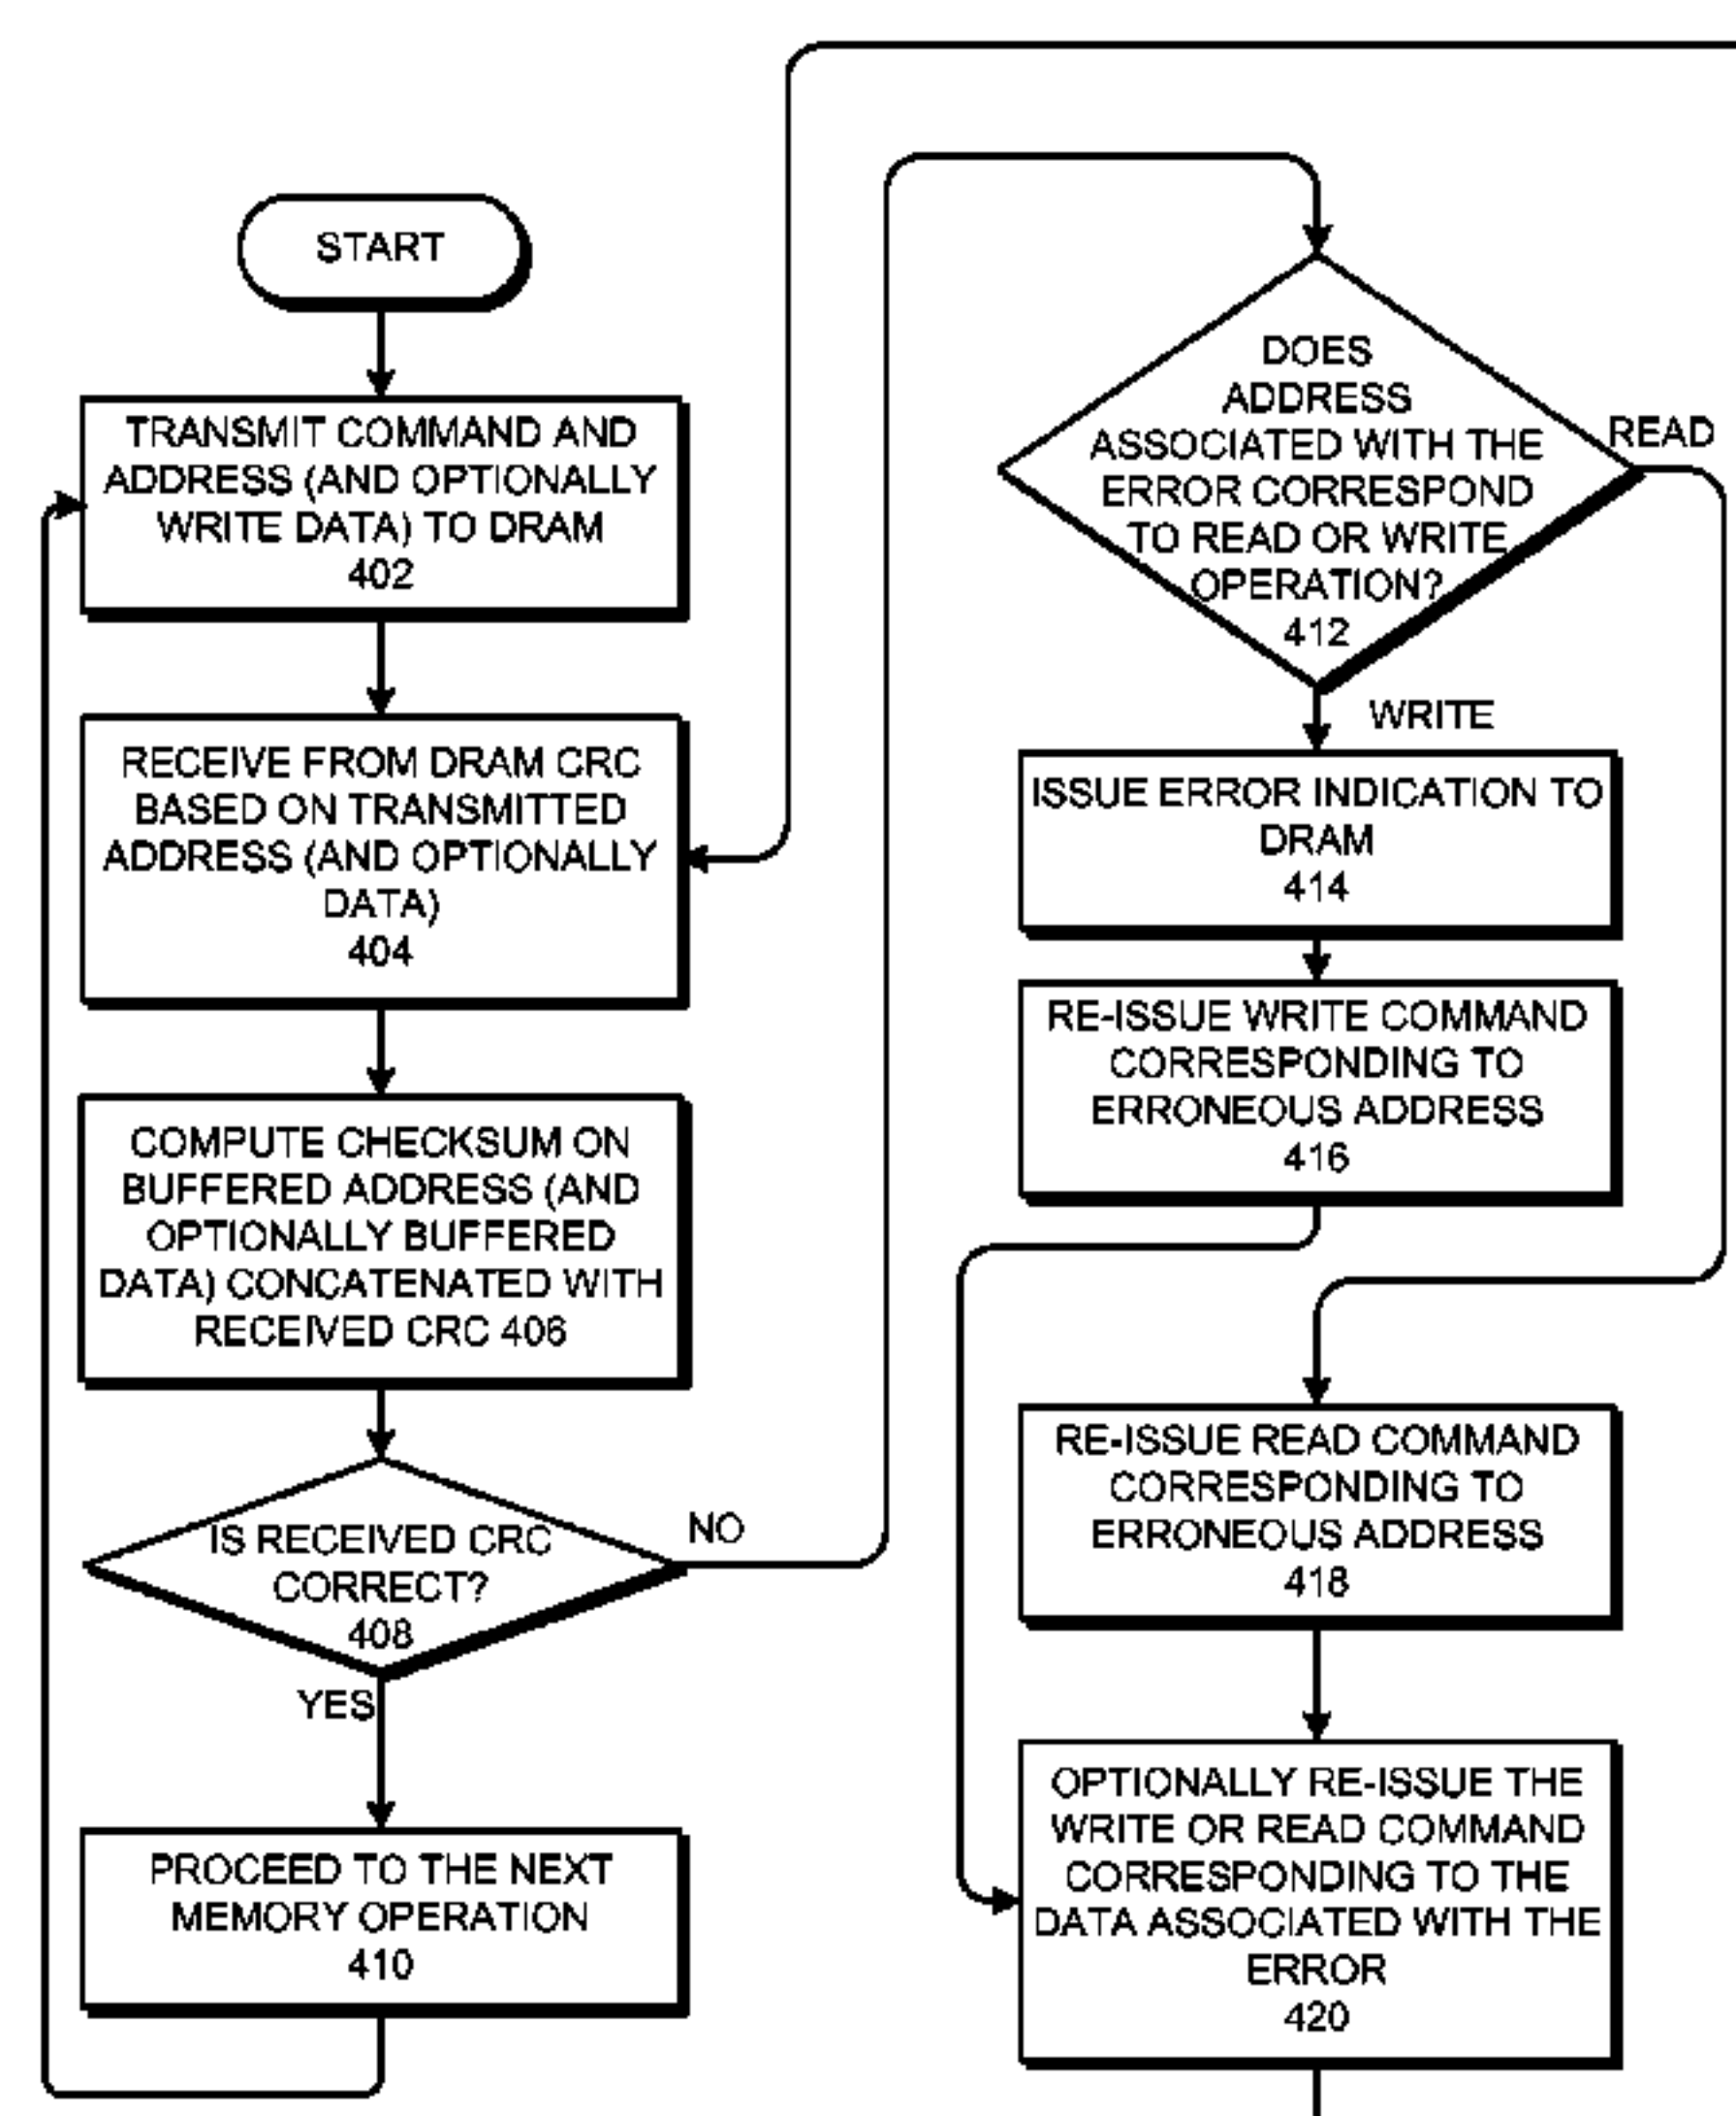 START
TRANSMIT COMMAND AND
ADDRESS (AND OPTIONALLY
WRITE DATA) TO DRAM
402
RECEIVE FROM DRAM CRC
BASED ON TRANSMITTED
ADDRESS (AND OPTIONALLY
DATA)
404
COMPUTE CHECKSUM ON
BUFFERED ADDRESS (AND
OPTIONALLY BUFFERED
DATA) CONCATENATED WITH
RECEIVED CRC 406
IS RECEIVED CRC
CORRECT?
408
NO
YES
PROCEED TO THE NEXT
MEMORY OPERATION
410
DOES
ADDRESS
ASSOCIATED WITH THE
ERROR CORRESPOND
TO READ OR WRITE
OPERATION?
412
READ
WRITE
ISSUE ERROR INDICATION TO
DRAM
414
RE-ISSUE WRITE COMMAND
CORRESPONDING TO
ERRONEOUS ADDRESS
416
RE-ISSUE READ COMMAND
CORRESPONDING TO
ERRONEOUS ADDRESS
418
OPTIONALLY RE-ISSUE THE
WRITE OR READ COMMAND
CORRESPONDING TO THE
DATA ASSOCIATED WITH THE
ERROR
420